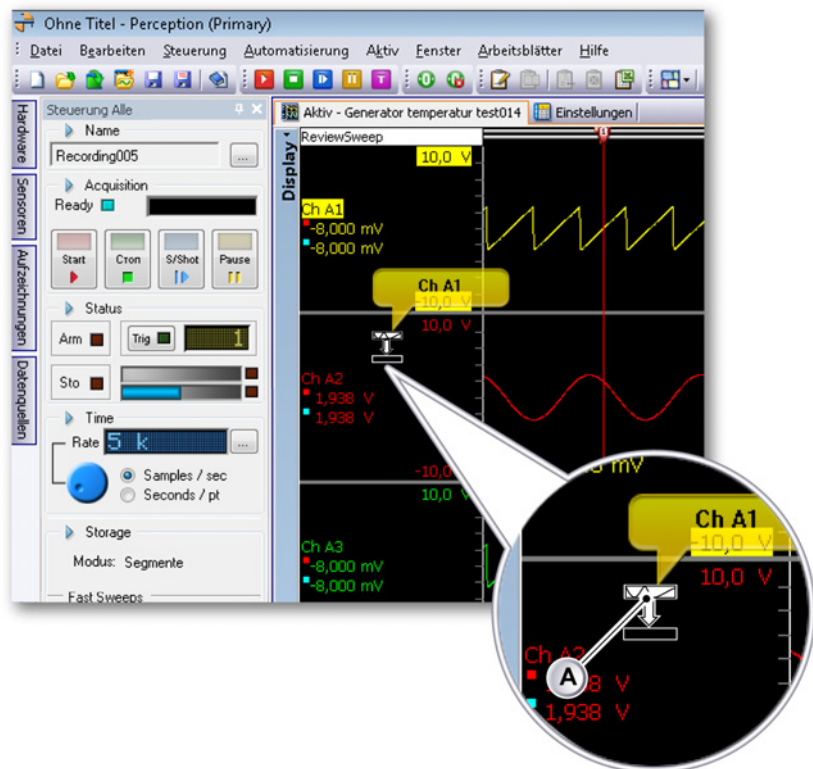 Ohne Titel - Perception (Primary)
Datei Bearbeiten Steuerung Automatisierung Aktiv Fenster Arbeitsblätter Hilfe
Hardware
Sensoren
Aufzeichnungen
Datenquellen
Steuerung Alle
Name
Recording005
...
Acquisition
Ready
Start
Стоп
S/Shot
Pause
Status
Arm
Trig
1
Sto
Time
Rate
5 k
...
Samples / sec
Seconds / pt
Storage
Modus: Segmente
Fast Sweeps
Aktiv - Generator temperatur test014
Einstellungen
Display
ReviewSweep
10,0 V
Ch A1
-8,000 mV
-8,000 mV
Ch A1
-10,0 V
10,0 V
Ch A2
1,938 V
1,938 V
-10,0
10,0 V
Ch A3
-8,000 mV
-8,000 mV
mV
Ch A1
-10,0 V
10,0 V
Ch A2
A
8 V
1,938 V